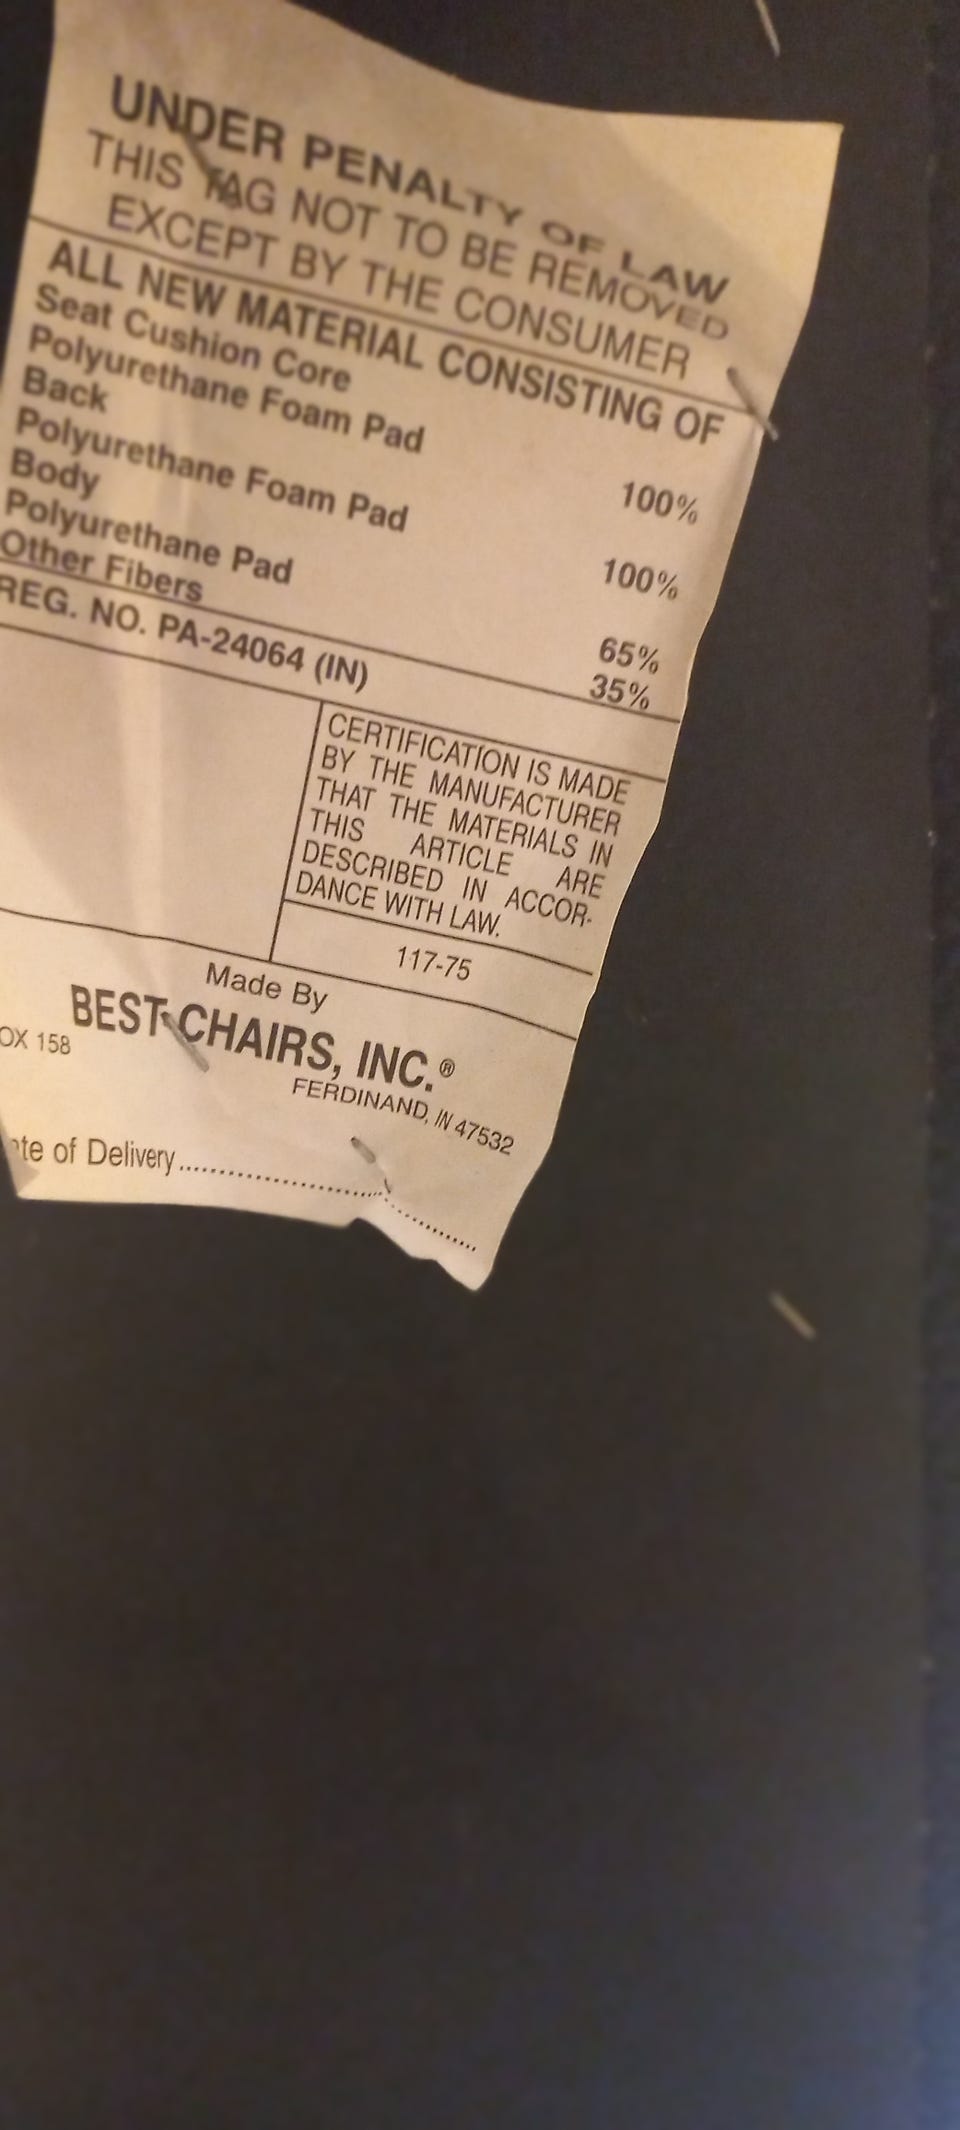 UNDER PENALTY OF LAW
THIS TAG NOT TO BE REMOVED
EXCEPT BY THE CONSUMER
ALL NEW MATERIAL CONSISTING OF
Seat Cushion Core
Polyurethane Foam Pad 100%
Back
Polyurethane Foam Pad 100%
Body
Polyurethane Pad 65%
Other Fibers 35%
REG. NO. PA-24064 (IN)
CERTIFICATION IS MADE
BY THE MANUFACTURER
THAT THE MATERIALS IN
THIS ARTICLE ARE
DESCRIBED IN ACCOR-
DANCE WITH LAW.
117-75
Made By
BEST CHAIRS, INC.®
OX 158 FERDINAND, IN 47532
te of Delivery